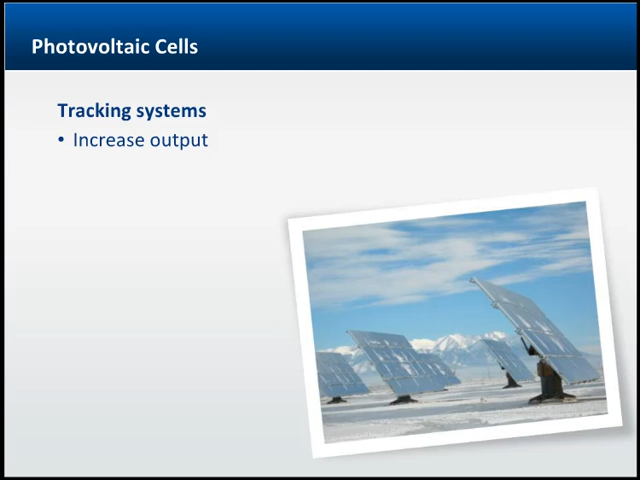 Photovoltaic Cells
Tracking systems
• Increase output